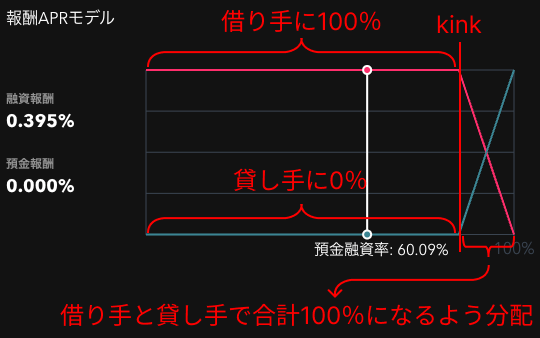 報酬APRモデル
借り手に100%
kink
融資報酬
0.395%
預金報酬
0.000%
貸し手に0%
預金融資率: 60.09%
100%
借り手と貸し手で合計100%になるよう分配